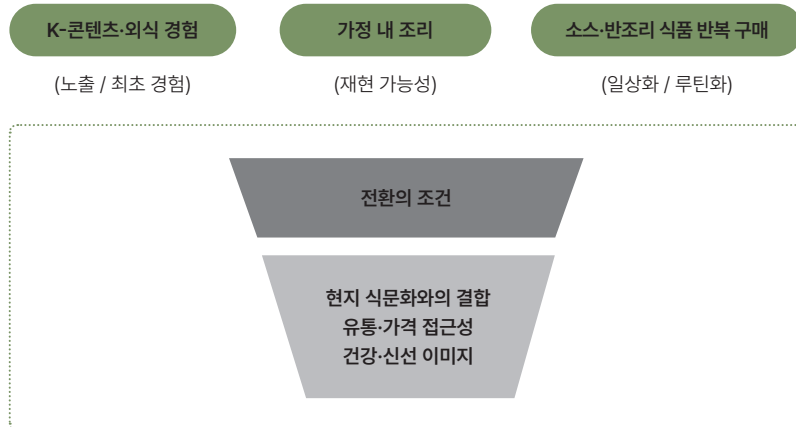 K-콘텐츠·외식 경험
가정 내 조리
소스·반조리 식품 반복 구매
(노출 / 최초 경험)
(재현 가능성)
(일상화 / 루틴화)
전환의 조건
현지 식문화와의 결합
유통·가격 접근성
건강·신선 이미지